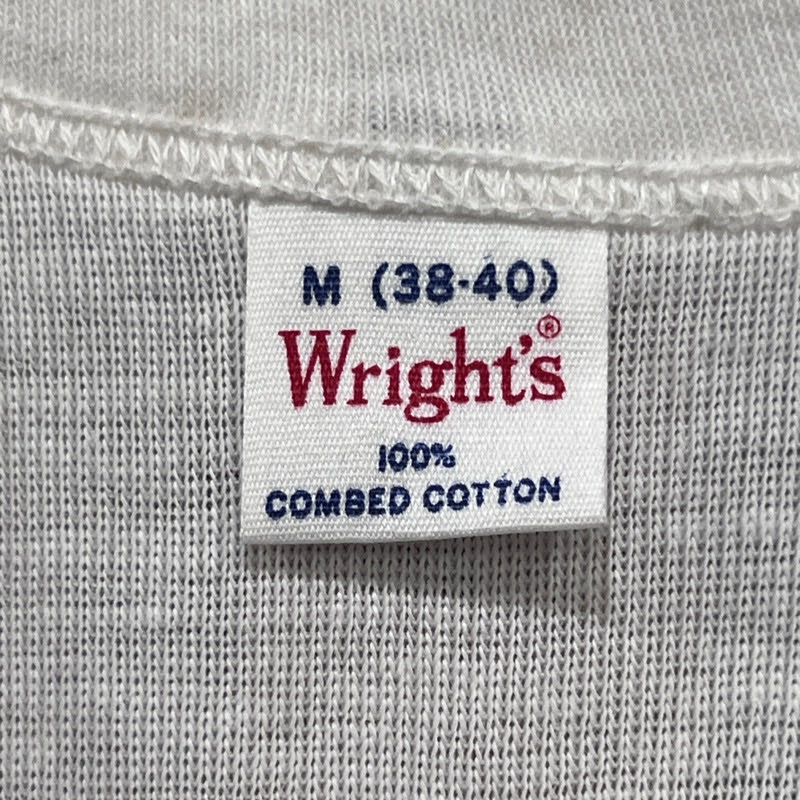 M (38-40)
Wright's®
100%
COMBED COTTON